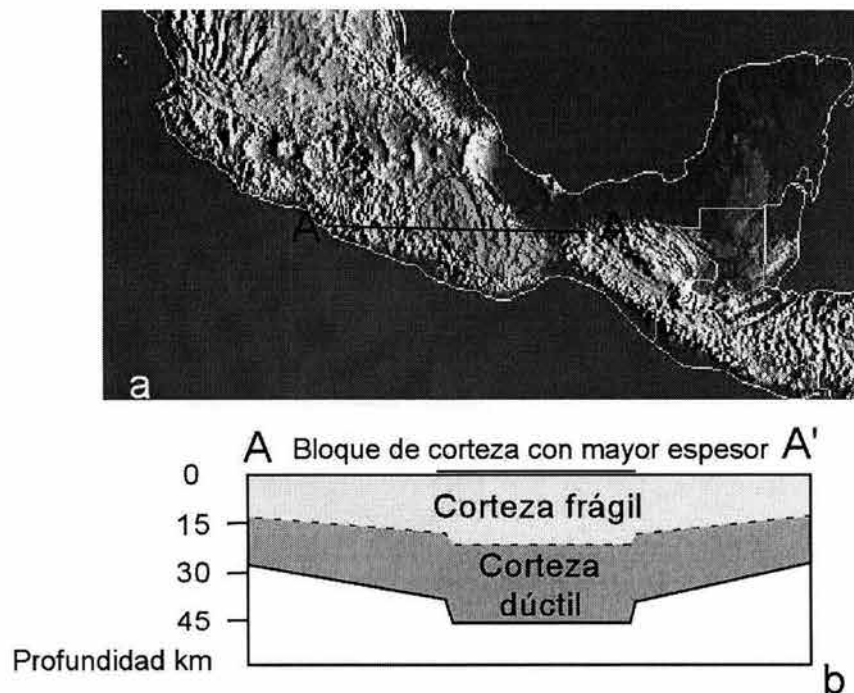 A A'
a
A Bloque de corteza con mayor espesor A'
0
Corteza frágil
15
30
Corteza
dúctil
45
Profundidad km
b